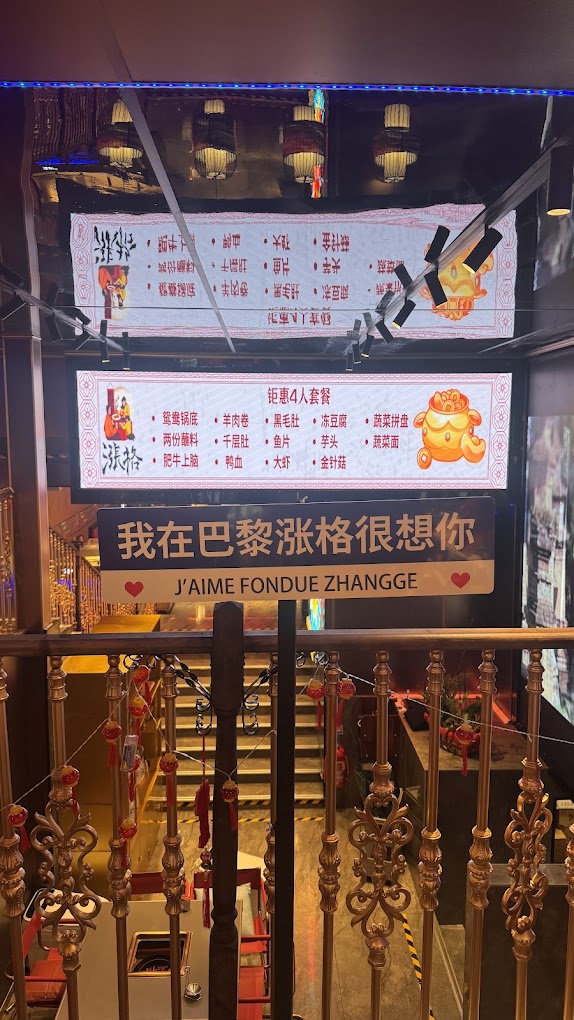 钜惠4人套餐
鸳鸯锅底 羊肉卷 黑毛肚 冻豆腐 蔬菜拼盘
两份蘸料 千层肚 鱼片 芋头 蔬菜面
肥牛上脑 鸭血 大虾 金针菇
漲格
我在巴黎涨格很想你
J'AIME FONDUE ZHANGGE